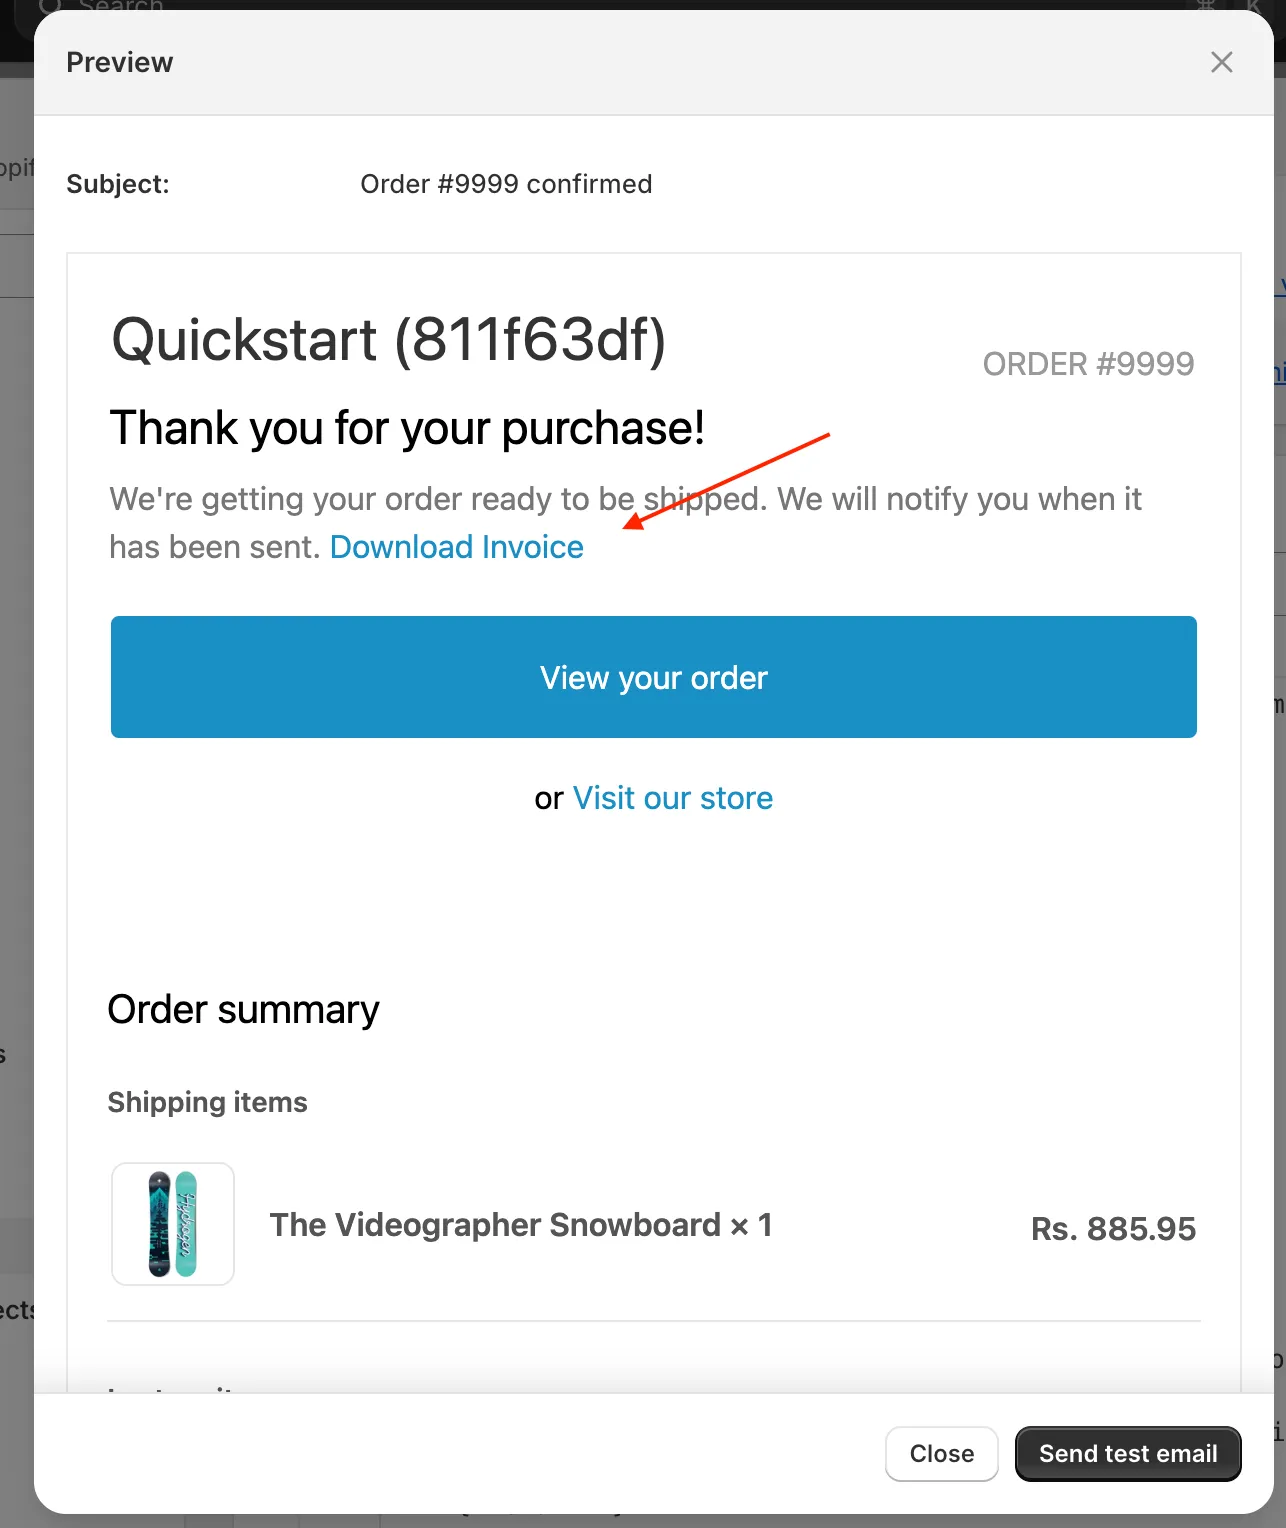 Search
⌘ K
Preview
Subject: Order #9999 confirmed
Quickstart (811f63df)
ORDER #9999
Thank you for your purchase!
We're getting your order ready to be shipped. We will notify you when it
has been sent. Download Invoice
View your order
or Visit our store
Order summary
Shipping items
Hydrogen
The Videographer Snowboard × 1
Rs. 885.95
Close
Send test email